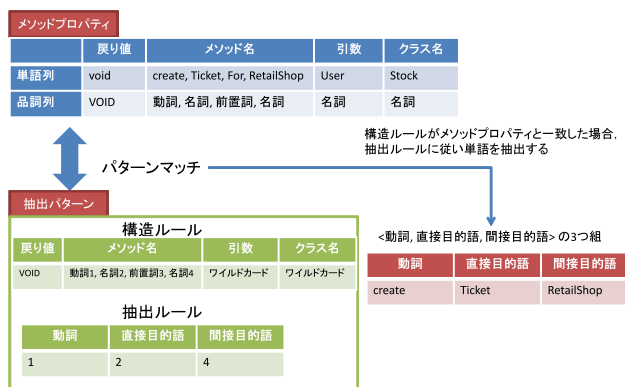 メソッドプロパティ
戻り値 メソッド名 引数 クラス名
単語列 void create, Ticket, For, RetailShop User Stock
品詞列 VOID 動詞, 名詞, 前置詞, 名詞 名詞 名詞
構造ルールがメソッドプロパティと一致した場合,
抽出ルールに従い単語を抽出する
パターンマッチ
抽出パターン
構造ルール
戻り値 メソッド名 引数 クラス名
VOID 動詞1, 名詞2, 前置詞3, 名詞4 ワイルドカード ワイルドカード
抽出ルール
動詞 直接目的語 間接目的語
1 2 4
<動詞, 直接目的語, 間接目的語> の3つ組
動詞 直接目的語 間接目的語
create Ticket RetailShop